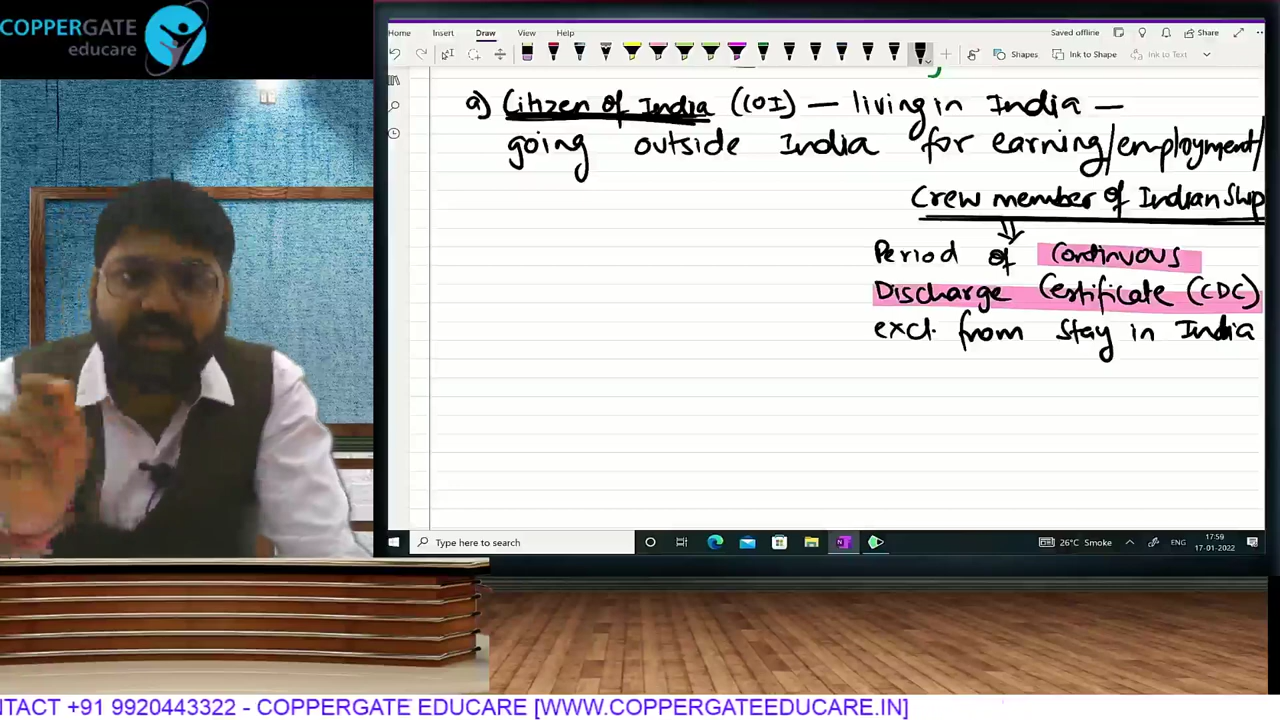 COPPERGATE
educare
Home Insert Draw View Help
Saved offline
Share
Shapes
Ink to Shape
Ink to Text
a) Citizen of India (COI) — living in India —
going outside India for earning/employment/
Crew member of Indian Ship
⇓
Period of Continuous
Discharge Certificate (CDC)
excl. from stay in India
Type here to search
26°C Smoke
ENG
17:59
17-01-2022
NTACT +91 9920443322 - COPPERGATE EDUCARE [WWW.COPPERGATEEDUCARE.IN]